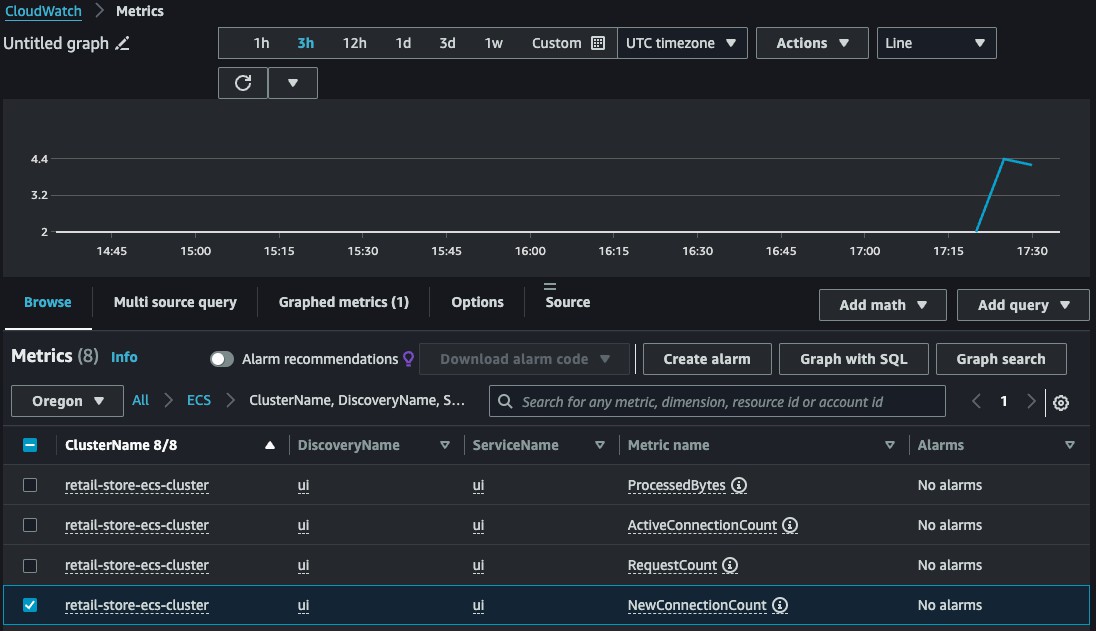 CloudWatch > Metrics
Untitled graph 1h 3h 12h 1d 3d 1w Custom UTC timezone Actions Line
4.4
3.2
2
14:45 15:00 15:15 15:30 15:45 16:00 16:15 16:30 16:45 17:00 17:15 17:30
Browse Multi source query Graphed metrics (1) Options Source Add math Add query
Metrics (8) Info Alarm recommendations Download alarm code Create alarm Graph with SQL Graph search
Oregon All > ECS > ClusterName, DiscoveryName, S... Search for any metric, dimension, resource id or account id 1
ClusterName 8/8 DiscoveryName ServiceName Metric name Alarms
retail-store-ecs-cluster ui ui ProcessedBytes No alarms
retail-store-ecs-cluster ui ui ActiveConnectionCount No alarms
retail-store-ecs-cluster ui ui RequestCount No alarms
retail-store-ecs-cluster ui ui NewConnectionCount No alarms